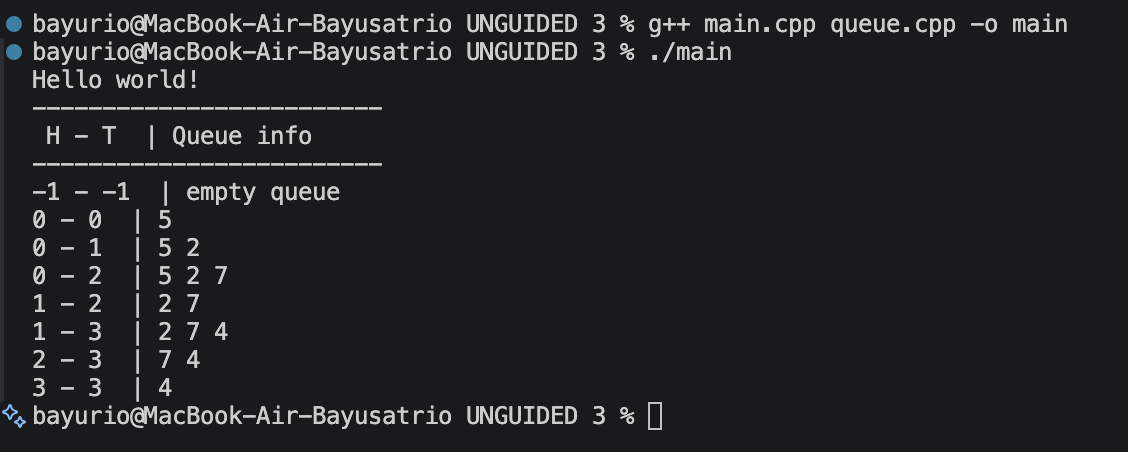 bayurio@MacBook-Air-Bayusatrio UNGUIDED 3 % g++ main.cpp queue.cpp -o main
bayurio@MacBook-Air-Bayusatrio UNGUIDED 3 % ./main
Hello world!
-------------------------
 H - T  | Queue info
-------------------------
-1 - -1  | empty queue
0 - 0  | 5
0 - 1  | 5 2
0 - 2  | 5 2 7
1 - 2  | 2 7
1 - 3  | 2 7 4
2 - 3  | 7 4
3 - 3  | 4
bayurio@MacBook-Air-Bayusatrio UNGUIDED 3 %